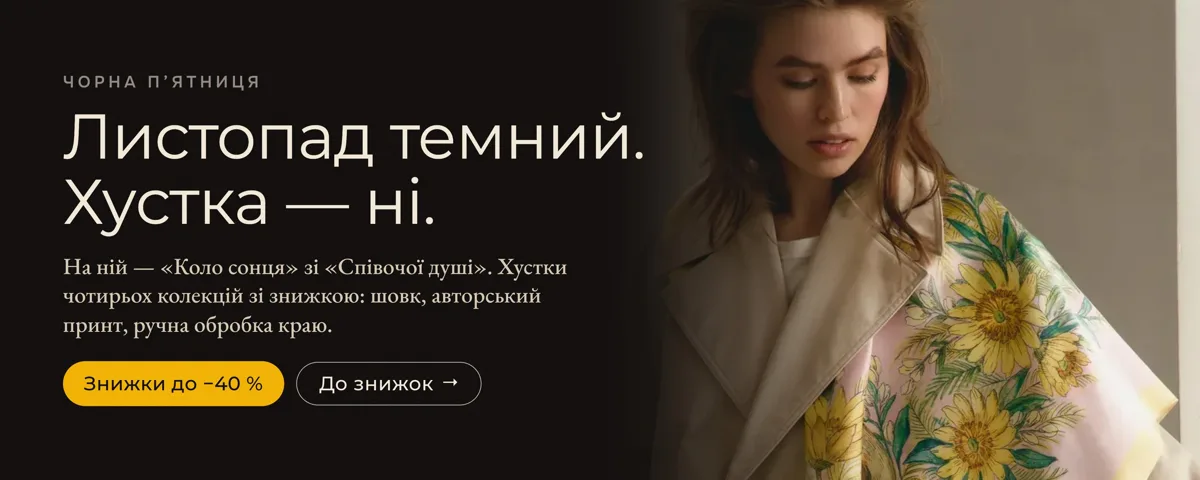 ЧОРНА П’ЯТНИЦЯ
Листопад темний.
Хустка — ні.
На ній — «Коло сонця» зі «Співочої душі». Хустки
чотирьох колекцій зі знижкою: шовк, авторський
принт, ручна обробка краю.
Знижки до −40 %
До знижок →